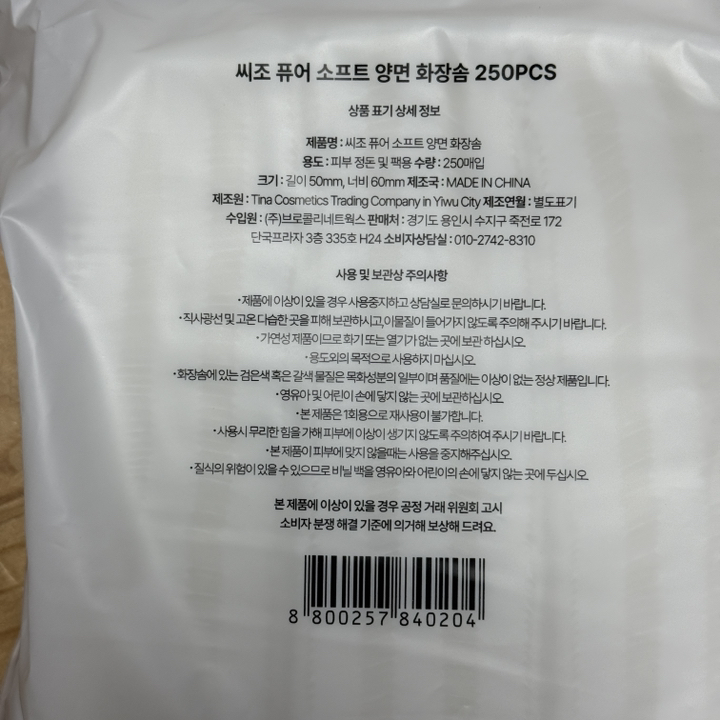 씨조 퓨어 소프트 양면 화장솜 250PCS
상품 표기 상세 정보
제품명 : 씨조 퓨어 소프트 양면 화장솜
용도 : 피부 정돈 및 팩용 수량 : 250매입
크기 : 길이 50mm, 너비 60mm 제조국 : MADE IN CHINA
제조원 : Tina Cosmetics Trading Company in Yiwu City 제조연월 : 별도표기
수입원 : (주)브로콜리네트웍스 판매처 : 경기도 용인시 수지구 죽전로 172
단국프라자 3층 335호 H24 소비자상담실 : 010-2742-8310
사용 및 보관상 주의사항
·제품에 이상이 있을 경우 사용중지하고 상담실로 문의하시기 바랍니다.
·직사광선 및 고온 다습한 곳을 피해 보관하시고,이물질이 들어가지 않도록 주의해 주시기 바랍니다.
·가연성 제품이므로 화기 또는 열기가 없는 곳에 보관 하십시오.
·용도외의 목적으로 사용하지 마십시오.
·화장솜에 있는 검은색 혹은 갈색 물질은 목화성분의 일부이며 품질에는 이상이 없는 정상 제품입니다.
·영유아 및 어린이 손에 닿지 않는 곳에 보관하십시오.
·본 제품은 1회용으로 재사용이 불가합니다.
·사용시 무리한 힘을 가해 피부에 이상이 생기지 않도록 주의하여 주시기 바랍니다.
·본 제품이 피부에 맞지 않을때는 사용을 중지해주십시오.
·질식의 위험이 있을 수 있으므로 비닐 백을 영유아와 어린이의 손에 닿지 않는 곳에 두십시오.
본 제품에 이상이 있을 경우 공정 거래 위원회 고시
소비자 분쟁 해결 기준에 의거해 보상해 드려요.
8 800257 840204